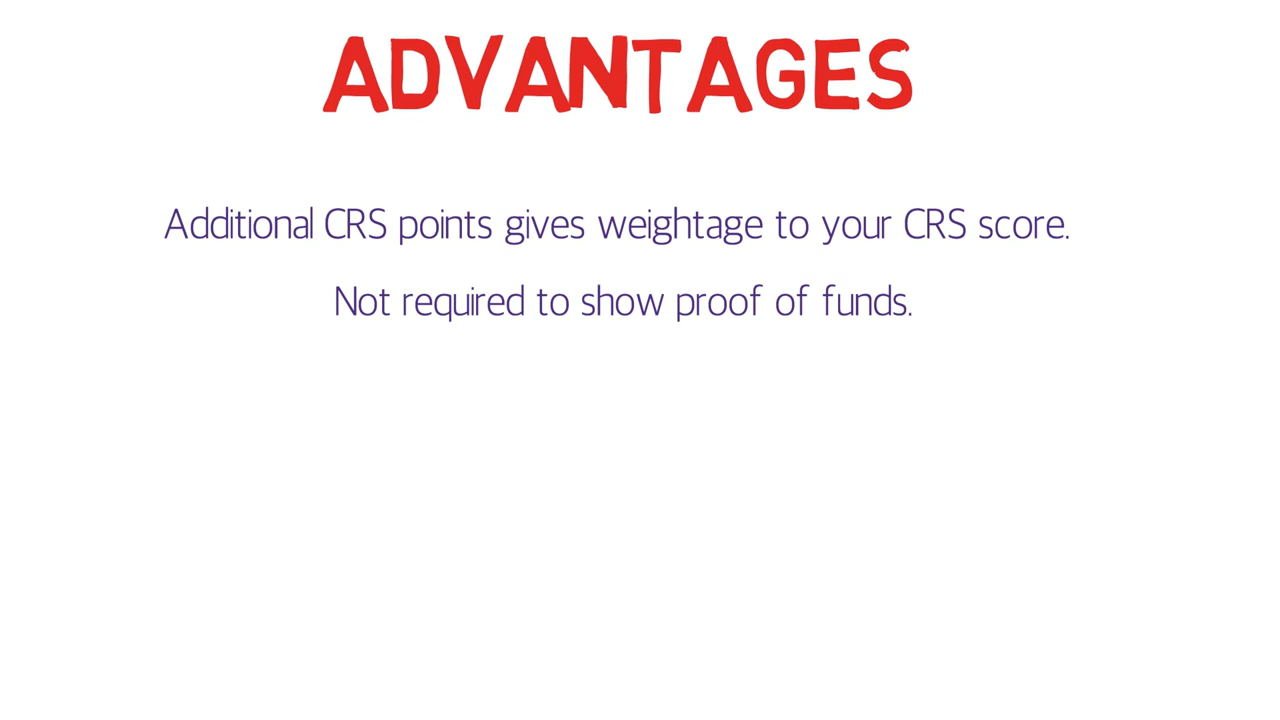 ADVANTAGES
Additional CRS points gives weightage to your CRS score.
Not required to show proof of funds.